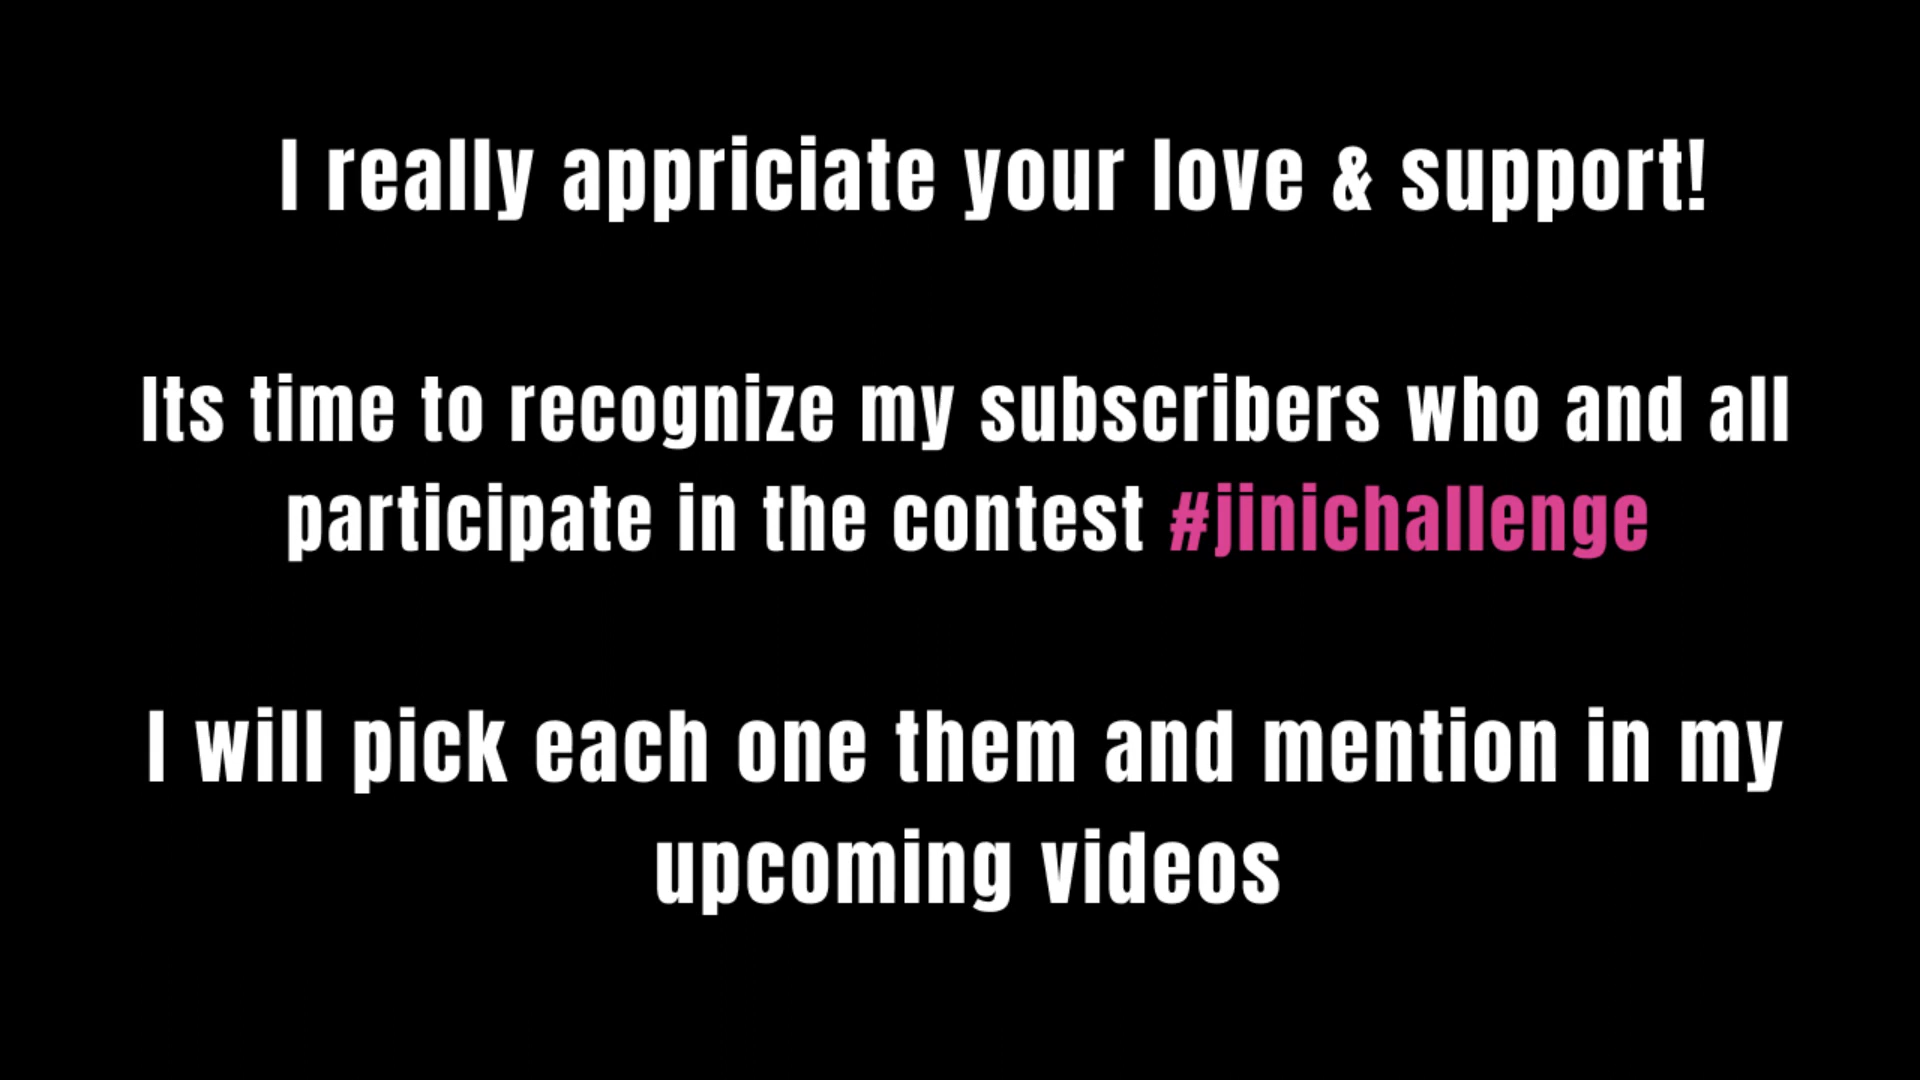 I really appriciate your love & support!
Its time to recognize my subscribers who and all
participate in the contest #jinichallenge
I will pick each one them and mention in my
upcoming videos